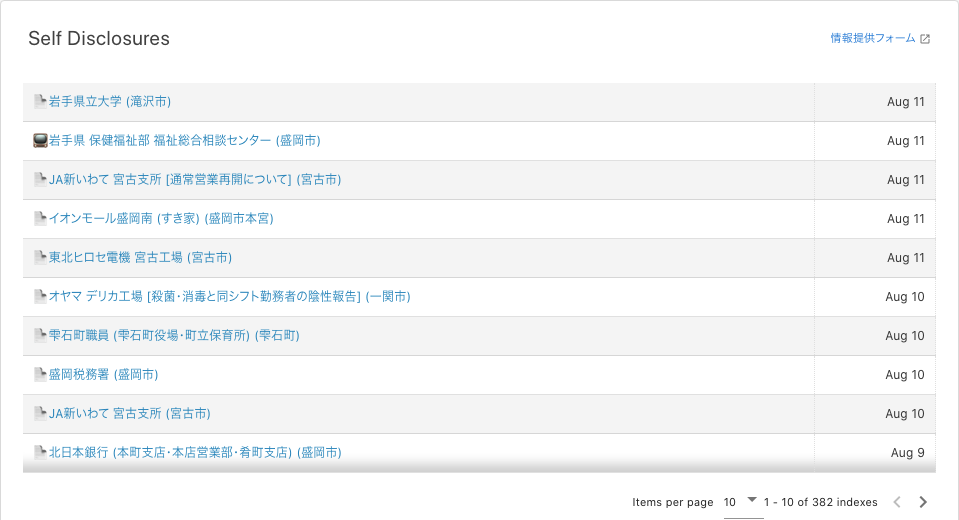 Self Disclosures
情報提供フォーム
岩手県立大学 (滝沢市) Aug 11
岩手県 保健福祉部 福祉総合相談センター (盛岡市) Aug 11
JA新いわて 宮古支所 [通常営業再開について] (宮古市) Aug 11
イオンモール盛岡南 (すき家) (盛岡市本宮) Aug 11
東北ヒロセ電機 宮古工場 (宮古市) Aug 11
オヤマ デリカ工場 [殺菌･消毒と同シフト勤務者の陰性報告] (一関市) Aug 10
雫石町職員 (雫石町役場･町立保育所) (雫石町) Aug 10
盛岡税務署 (盛岡市) Aug 10
JA新いわて 宮古支所 (宮古市) Aug 10
北日本銀行 (本町支店･本店営業部･肴町支店) (盛岡市) Aug 9
Items per page 10 1 - 10 of 382 indexes